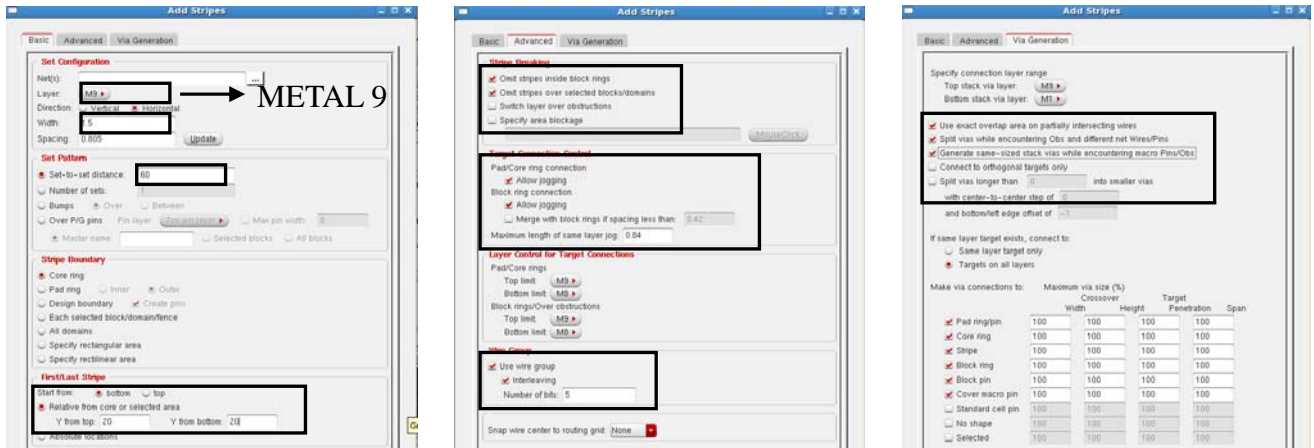 Add Stripes
Basic Advanced Via Generation
Set Configuration
Net(s): ...
Layer: M9
METAL 9
Direction: Vertical Horizontal
Width: 1.5
Spacing: 0.805 Update
Set Pattern
Set-to-set distance: 60
Number of sets: 1
Bumps Over Between
Over P/G pins Pin layer: Max pin width: 0
Master name: Selected blocks All blocks
Stripe Boundary
Core ring
Pad ring Inner Outer
Design boundary Create pins
Each selected block/domain/fence
All domains
Specify rectangular area
Specify rectilinear area
First/Last Stripe
Start from: bottom top
Relative from core or selected area
Y from top: 20 Y from bottom: 20
Absolute locations
Add Stripes
Basic Advanced Via Generation
Stripe Breaking
Omit stripes inside block rings
Omit stripes over selected blocks/domains
Switch layer over obstructions
Specify area blockage
MouseClick
Target Connection Control
Pad/Core ring connection
Allow jogging
Block ring connection
Allow jogging
Merge with block rings if spacing less than: 0.42
Maximum length of same layer jog: 0.84
Layer Control for Target Connections
Pad/Core rings
Top limit: M9
Bottom limit: M8
Block rings/Over obstructions
Top limit: M9
Bottom limit: M8
Wire Group
Use wire group
Interleaving
Number of bits: 5
Snap wire center to routing grid: None
Add Stripes
Basic Advanced Via Generation
Specify connection layer range
Top stack via layer: M9
Bottom stack via layer: M1
Use exact overlap area on partially intersecting wires
Split vias while encountering Obs and different net Wires/Pins
Generate same-sized stack vias while encountering macro Pins/Obs
Connect to orthogonal targets only
Split vias longer than 0 into smaller vias
with center-to-center step of 0
and bottom/left edge offset of -1
If same layer target exists, connect to:
Same layer target only
Targets on all layers
Make via connections to: Maximum via size (%)
Crossover Target
Width Height Penetration Span
Pad ring/pin 100 100 100 100
Core ring 100 100 100 100
Stripe 100 100 100 100
Block ring 100 100 100 100
Block pin 100 100 100 100
Cover macro pin 100 100 100 100
Standard cell pin 100 100 100 100
No shape 100 100 100 100
Selected 100 100 100 100